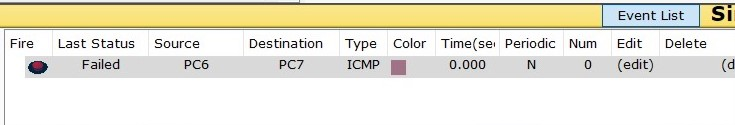 Event List Si
Fire Last Status Source Destination Type Color Time(sec Periodic Num Edit Delete
Failed PC6 PC7 ICMP 0.000 N 0 (edit) (d